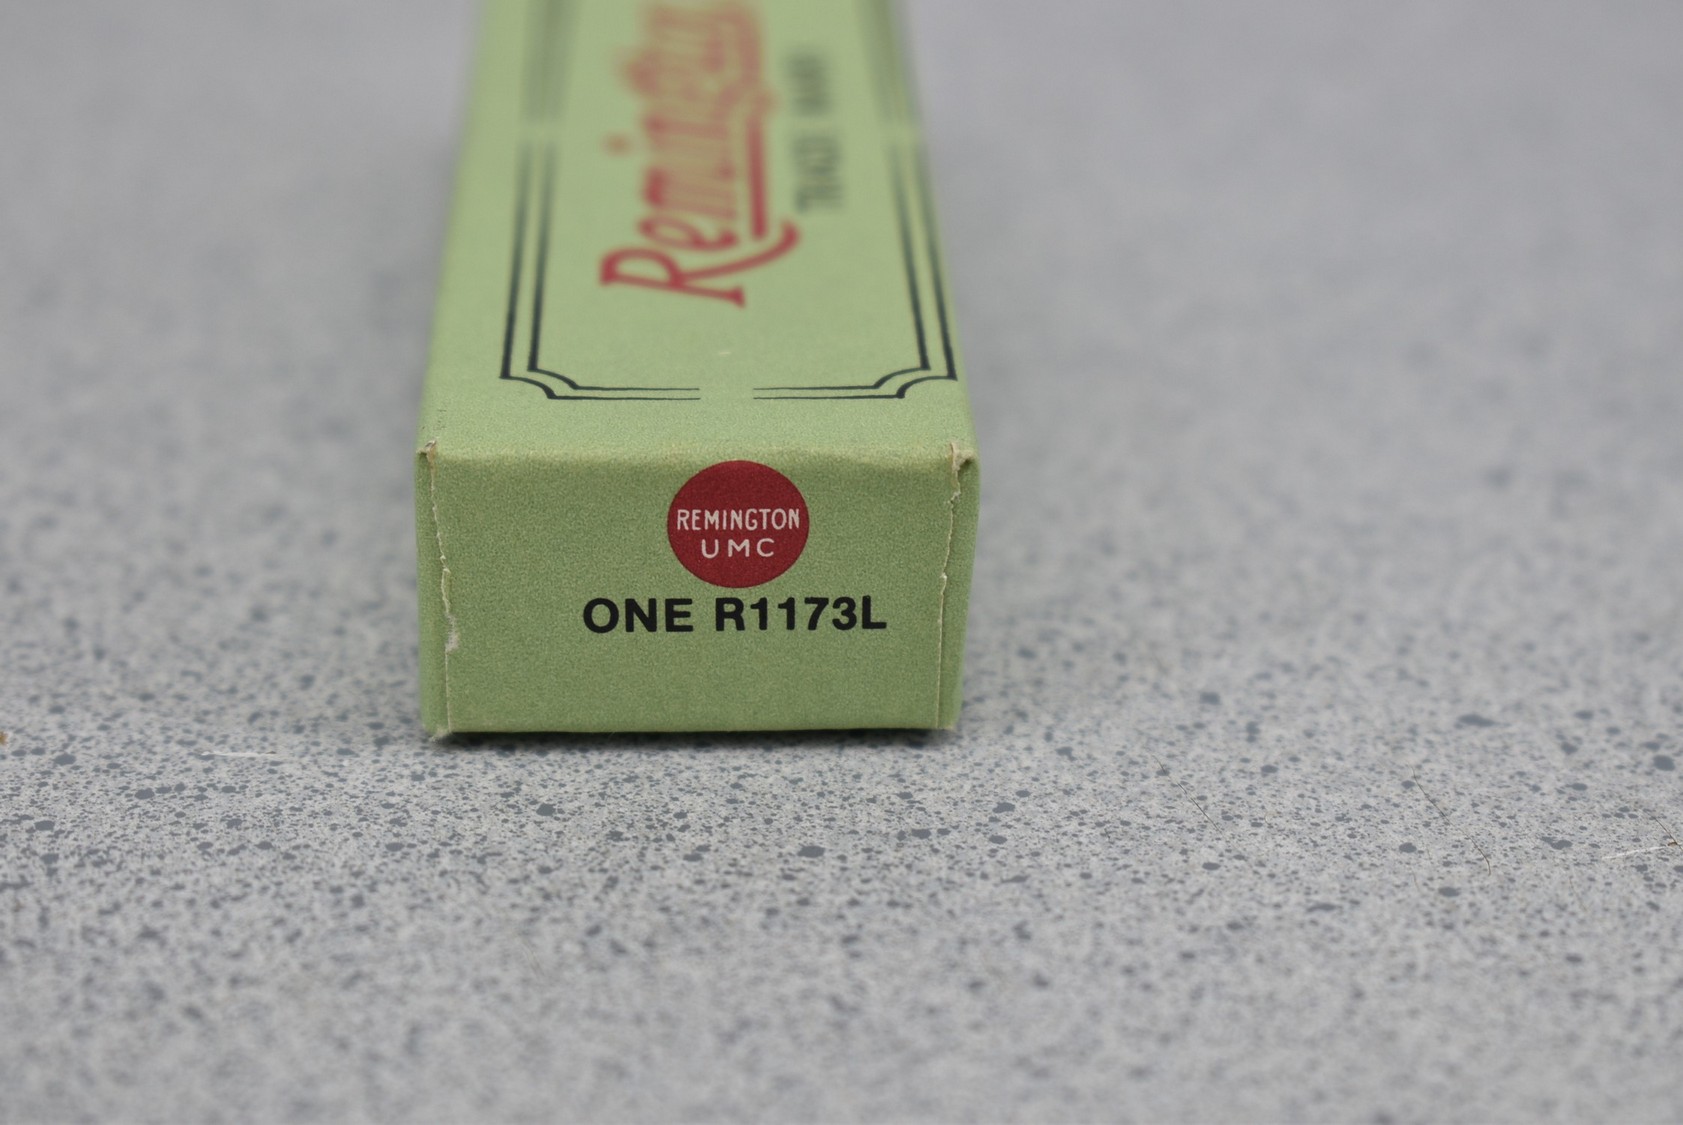 Remington
TRADE MARK
REMINGTON
UMC
ONE R1173L